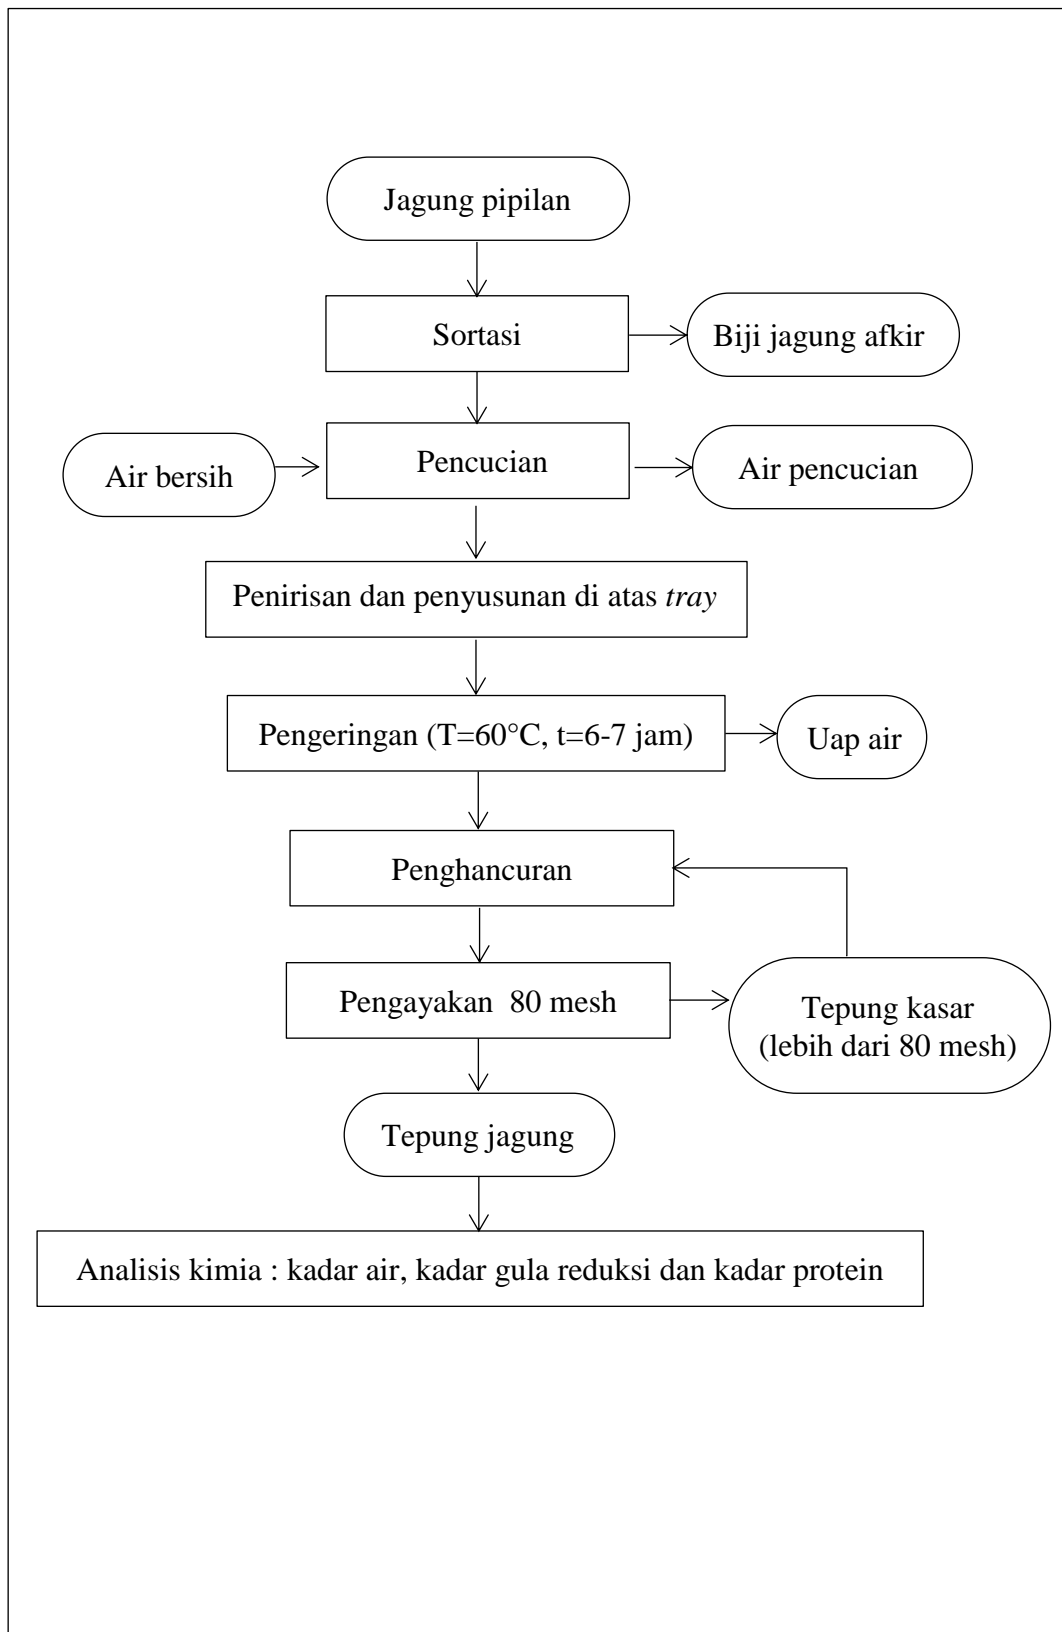 Jagung pipilan
Sortasi
Biji jagung afkir
Air bersih
Pencucian
Air pencucian
Penirisan dan penyusunan di atas tray
Pengeringan (T=60°C, t=6-7 jam)
Uap air
Penghancuran
Pengayakan  80 mesh
Tepung kasar
(lebih dari 80 mesh)
Tepung jagung
Analisis kimia : kadar air, kadar gula reduksi dan kadar protein